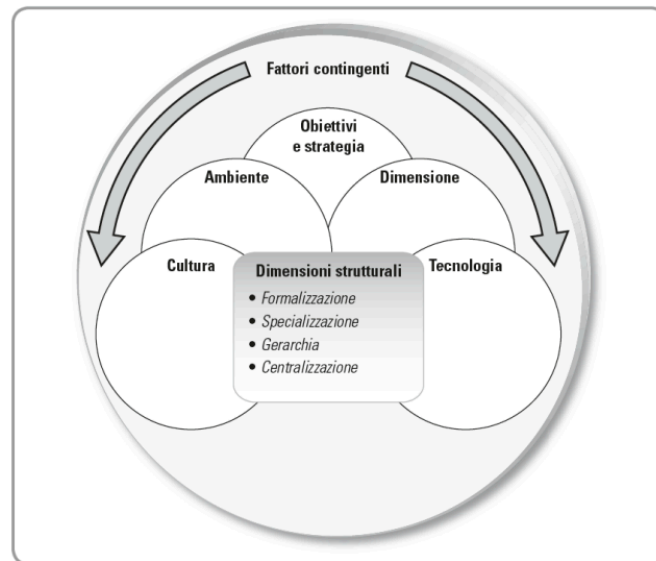 Fattori contingenti
Obiettivi
e strategia
Ambiente
Dimensione
Cultura
Dimensioni strutturali
• Formalizzazione
• Specializzazione
• Gerarchia
• Centralizzazione
Tecnologia